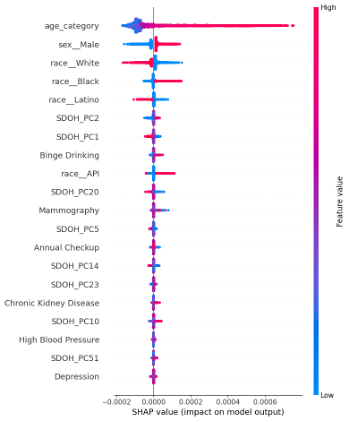 High
age_category
sex__Male
race__White
race__Black
race__Latino
SDOH_PC2
SDOH_PC1
Binge Drinking
race__API
SDOH_PC20
Mammography
SDOH_PC5
Annual Checkup
SDOH_PC14
SDOH_PC23
Chronic Kidney Disease
SDOH_PC10
High Blood Pressure
SDOH_PC51
Depression
Feature value
Low
−0.0002 0.0000 0.0002 0.0004 0.0006
SHAP value (impact on model output)